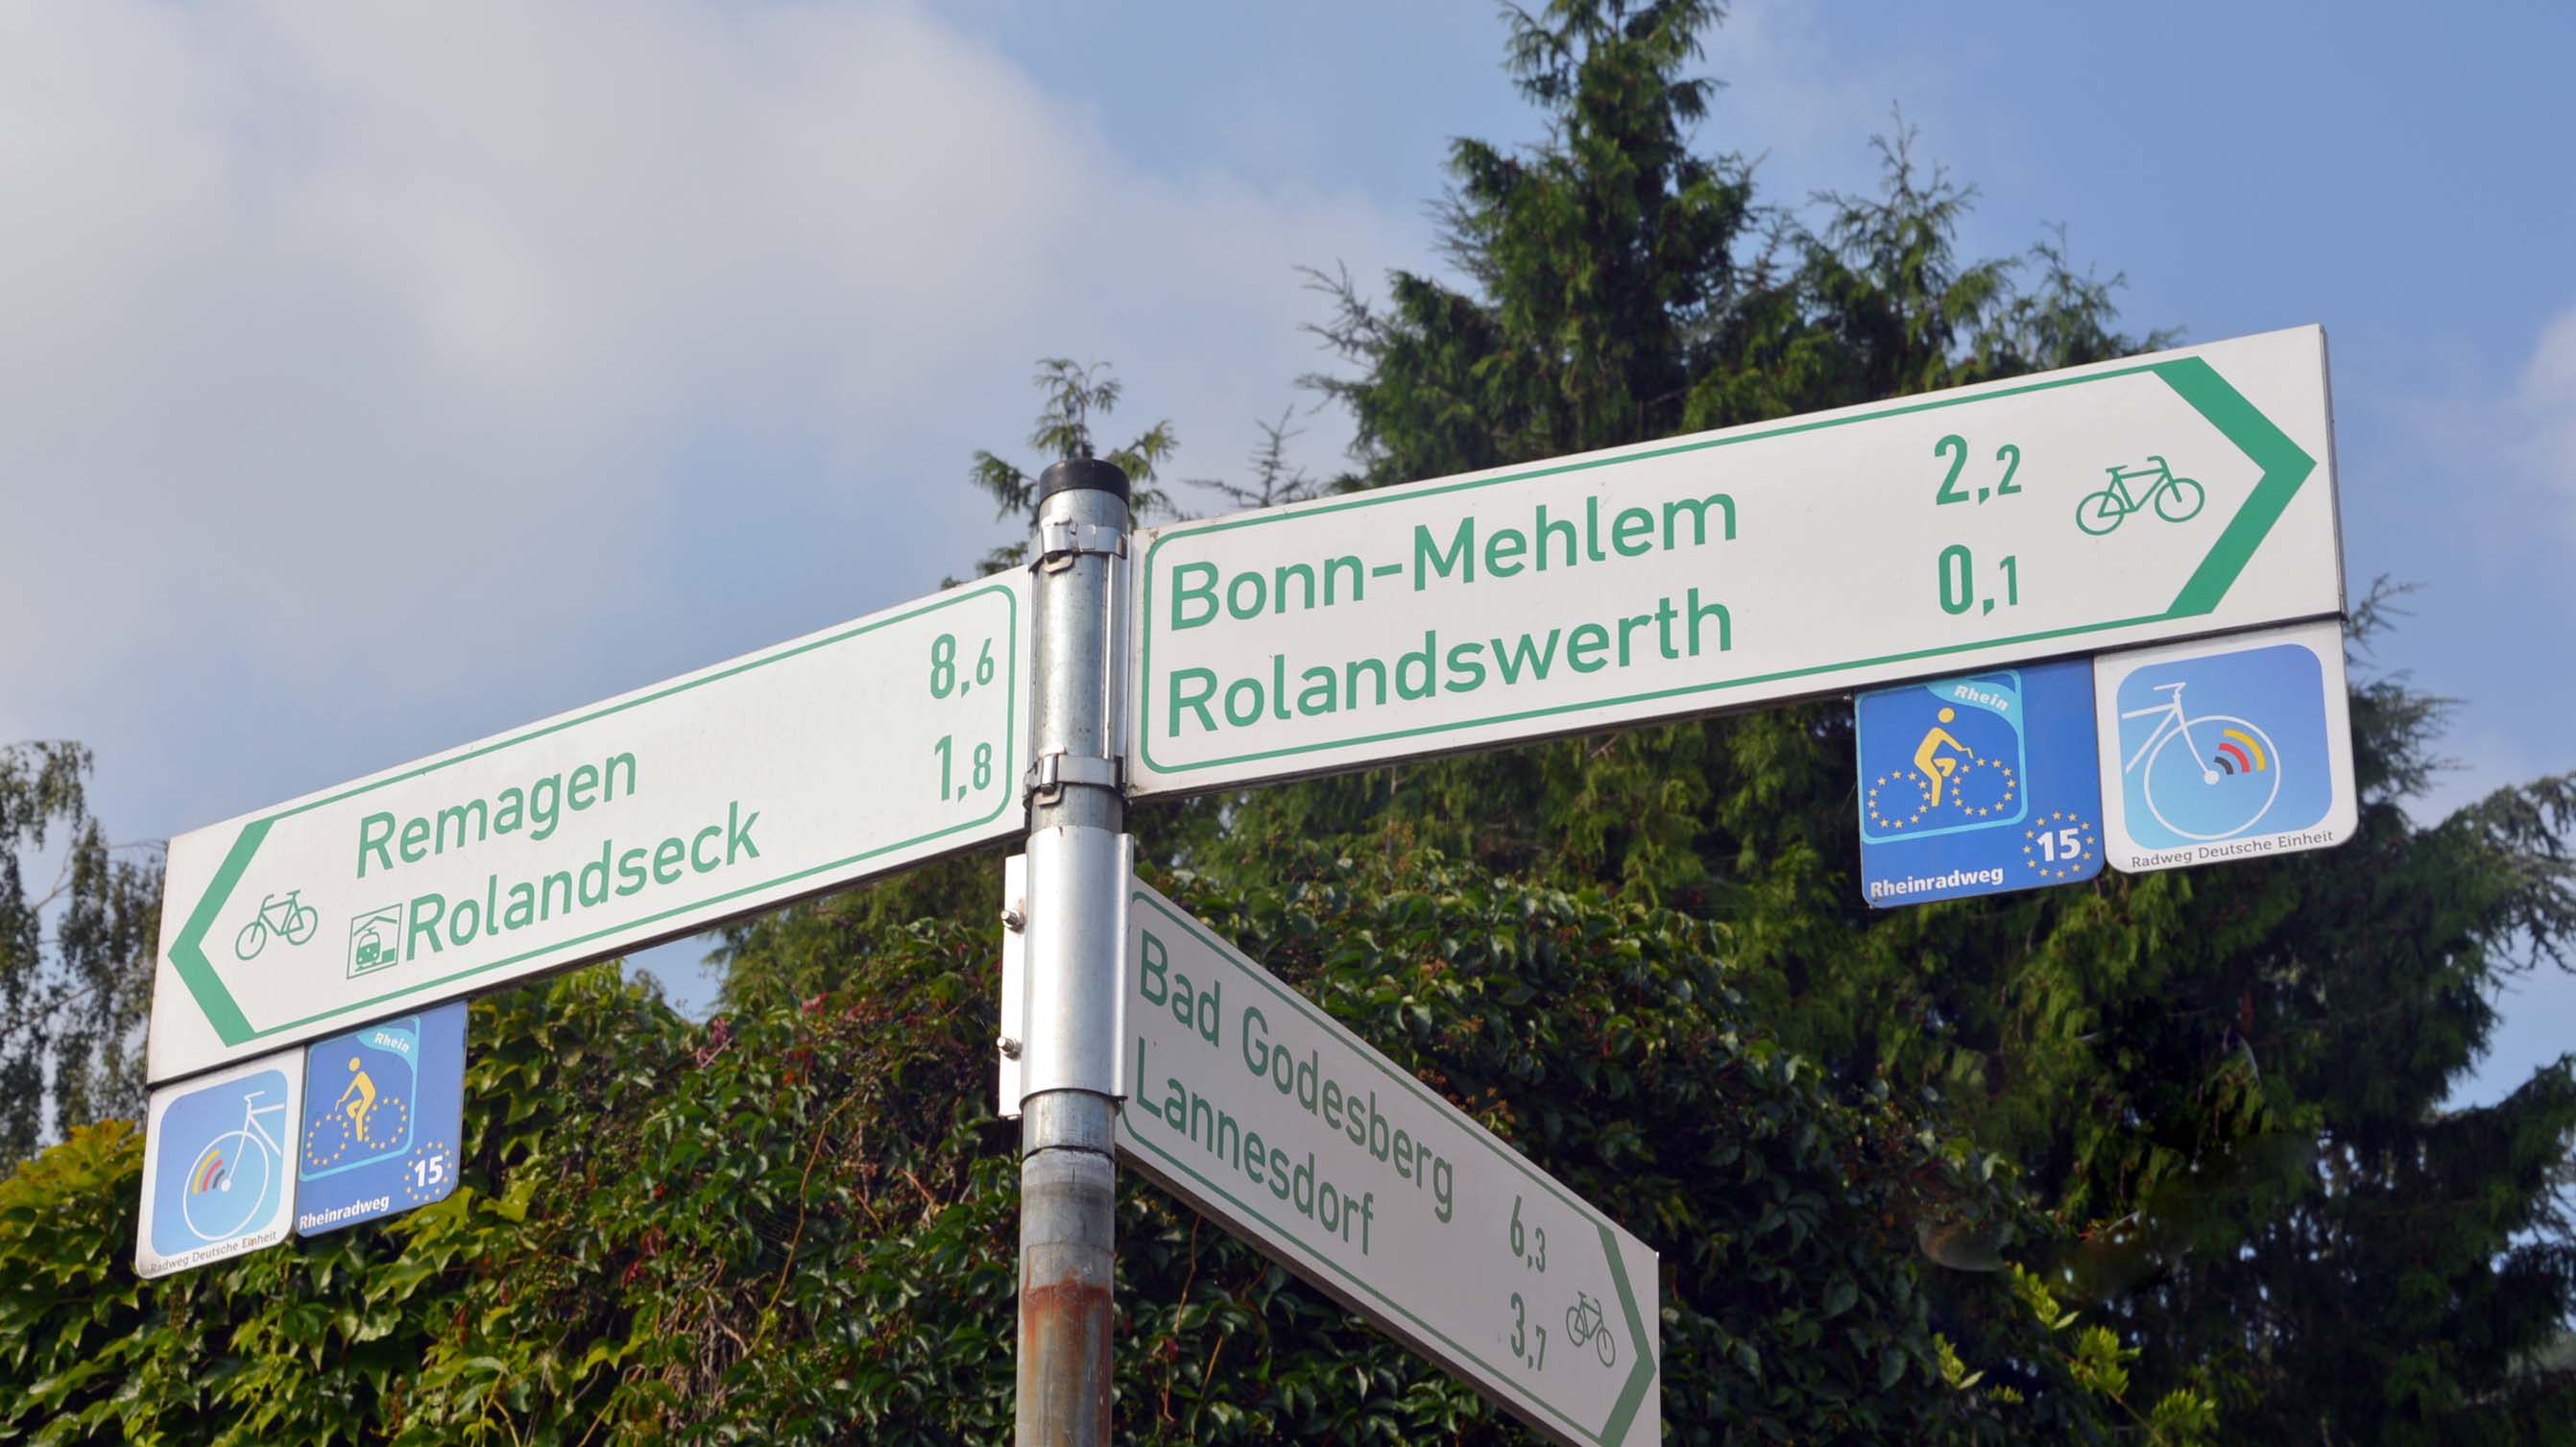 Remagen 8,6
Rolandseck 1,8
Radweg Deutsche Einheit
Rhein
15
Rheinradweg
Bonn-Mehlem 2,2
Rolandswerth 0,1
Rhein
15
Rheinradweg
Radweg Deutsche Einheit
Bad Godesberg 6,3
Lannesdorf 3,7